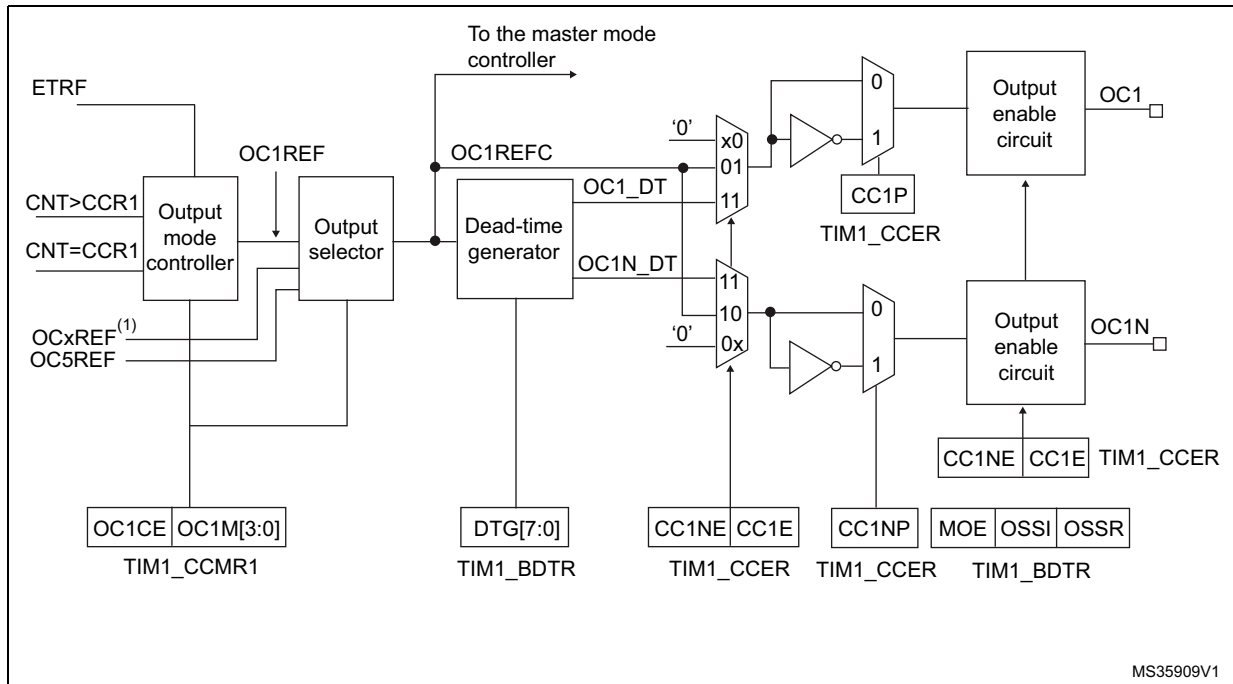 To the master mode
controller
ETRF
OC1REF
CNT>CCR1
CNT=CCR1
Output
mode
controller
Output
selector
OCxREF(1)
OC5REF
OC1REFC
Dead-time
generator
OC1_DT
OC1N_DT
‘0’
x0
01
11
11
10
‘0’
0x
0
1
CC1P
TIM1_CCER
0
1
Output
enable
circuit
OC1
Output
enable
circuit
OC1N
CC1NE CC1E TIM1_CCER
OC1CE OC1M[3:0]
TIM1_CCMR1
DTG[7:0]
TIM1_BDTR
CC1NE CC1E
TIM1_CCER
CC1NP
TIM1_CCER
MOE OSSI OSSR
TIM1_BDTR
MS35909V1